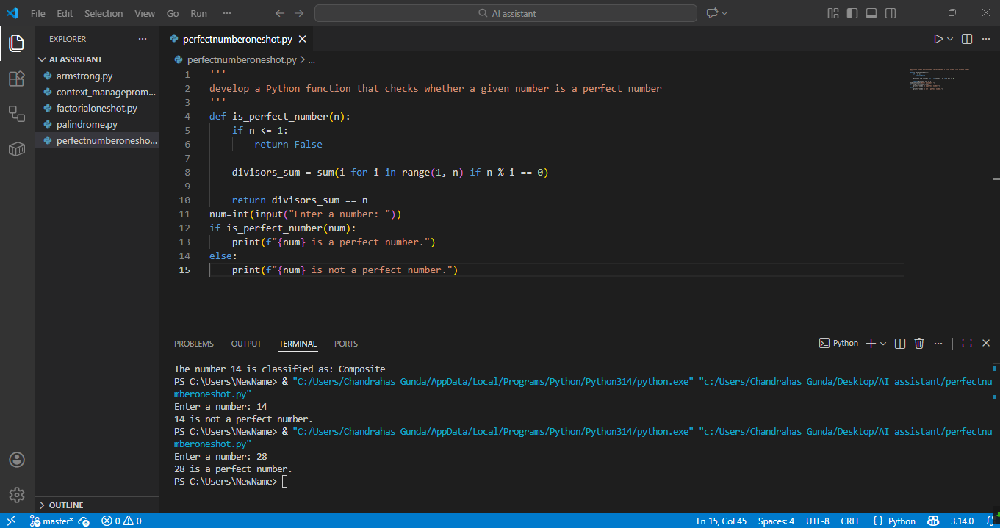 File Edit Selection View Go Run ··· AI assistant
EXPLORER ···
AI ASSISTANT
armstrong.py
context_manageprom...
factorialoneshot.py
palindrome.py
perfectnumberonesho...
OUTLINE
perfectnumberoneshot.py
perfectnumberoneshot.py > ...
1 '''
2 develop a Python function that checks whether a given number is a perfect number
3 '''
4 def is_perfect_number(n):
5 if n <= 1:
6 return False
7
8 divisors_sum = sum(i for i in range(1, n) if n % i == 0)
9
10 return divisors_sum == n
11 num=int(input("Enter a number: "))
12 if is_perfect_number(num):
13 print(f"{num} is a perfect number.")
14 else:
15 print(f"{num} is not a perfect number.")
PROBLEMS OUTPUT TERMINAL PORTS Python
The number 14 is classified as: Composite
PS C:\Users\NewName> & "C:/Users/Chandrahas Gunda/AppData/Local/Programs/Python/Python314/python.exe" "c:/Users/Chandrahas Gunda/Desktop/AI assistant/perfectnu
mberoneshot.py"
Enter a number: 14
14 is not a perfect number.
PS C:\Users\NewName> & "C:/Users/Chandrahas Gunda/AppData/Local/Programs/Python/Python314/python.exe" "c:/Users/Chandrahas Gunda/Desktop/AI assistant/perfectnu
mberoneshot.py"
Enter a number: 28
28 is a perfect number.
PS C:\Users\NewName>
master* 0 0 Ln 15, Col 45 Spaces: 4 UTF-8 CRLF { } Python 3.14.0